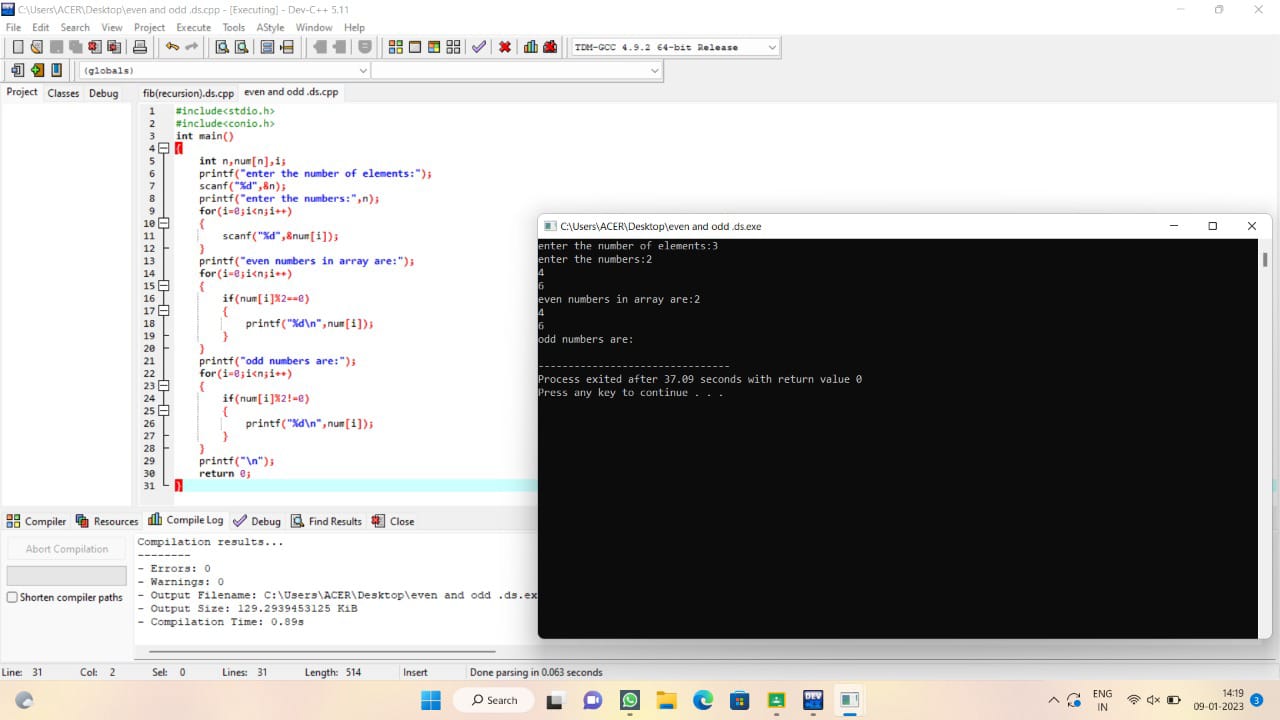 C:\Users\ACER\Desktop\even and odd .ds.cpp - [Executing] - Dev-C++ 5.11
File Edit Search View Project Execute Tools AStyle Window Help
TDM-GCC 4.9.2 64-bit Release
(globals)
Project Classes Debug
fib(recursion).ds.cpp even and odd .ds.cpp
1 #include<stdio.h>
2 #include<conio.h>
3 int main()
4 {
5 int n,num[n],i;
6 printf("enter the number of elements:");
7 scanf("%d",&n);
8 printf("enter the numbers:",n);
9 for(i=0;i<n;i++)
10 {
11 scanf("%d",&num[i]);
12 }
13 printf("even numbers in array are:");
14 for(i=0;i<n;i++)
15 {
16 if(num[i]%2==0)
17 {
18 printf("%d\n",num[i]);
19 }
20 }
21 printf("odd numbers are:");
22 for(i=0;i<n;i++)
23 {
24 if(num[i]%2!=0)
25 {
26 printf("%d\n",num[i]);
27 }
28 }
29 printf("\n");
30 return 0;
31 }
C:\Users\ACER\Desktop\even and odd .ds.exe
enter the number of elements:3
enter the numbers:2
4
6
even numbers in array are:2
4
6
odd numbers are:
--------------------------------
Process exited after 37.09 seconds with return value 0
Press any key to continue . . .
Compiler Resources Compile Log Debug Find Results Close
Abort Compilation
Shorten compiler paths
Compilation results...
--------
- Errors: 0
- Warnings: 0
- Output Filename: C:\Users\ACER\Desktop\even and odd .ds.ex
- Output Size: 129.2939453125 KiB
- Compilation Time: 0.89s
Line: 31 Col: 2 Sel: 0 Lines: 31 Length: 514 Insert Done parsing in 0.063 seconds
Search
DEV
ENG
IN
14:19
09-01-2023
3